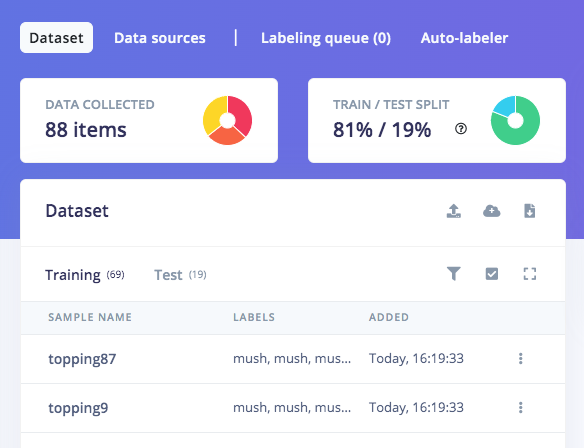 Dataset Data sources | Labeling queue (0) Auto-labeler
DATA COLLECTED
88 items
TRAIN / TEST SPLIT
81% / 19% ?
Dataset
Training (69) Test (19)
SAMPLE NAME LABELS ADDED
topping87 mush, mush, mus... Today, 16:19:33
topping9 mush, mush, mus... Today, 16:19:33